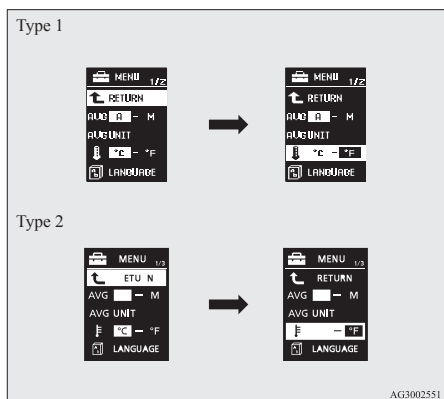 Type 1
MENU 1/2
RETURN
AVG A - M
AVG UNIT
°C - °F
LANGUAGE
MENU 1/2
RETURN
AVG A - M
AVG UNIT
°C - °F
LANGUAGE
Type 2
MENU 1/3
ETU N
AVG - M
AVG UNIT
°C - °F
LANGUAGE
MENU 1/3
RETURN
AVG - M
AVG UNIT
- °F
LANGUAGE
AG3002551